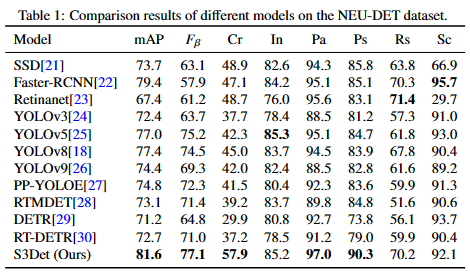 Table 1: Comparison results of different models on the NEU-DET dataset.
Model mAP Fβ Cr In Pa Ps Rs Sc
SSD[21] 73.7 63.1 48.9 82.6 94.3 85.8 63.8 66.9
Faster-RCNN[22] 79.4 57.9 47.1 84.2 95.1 85.1 70.3 95.7
Retinanet[23] 67.4 61.2 48.7 76.0 95.6 83.1 71.4 29.7
YOLOv3[24] 72.4 63.7 37.7 78.4 88.5 81.2 57.3 91.0
YOLOv5[25] 77.0 75.2 42.3 85.3 95.1 84.7 61.8 93.0
YOLOv8[18] 77.4 74.5 45.0 83.7 94.5 83.9 67.8 90.4
YOLOv9[26] 74.4 69.3 42.0 82.4 88.5 82.8 61.6 89.2
PP-YOLOE[27] 74.8 72.3 41.5 80.4 92.3 83.6 59.9 91.3
RTMDET[28] 73.1 71.4 39.2 83.7 89.8 84.8 51.6 90.6
DETR[29] 71.2 64.8 29.9 80.8 92.7 73.8 56.1 93.7
RT-DETR[30] 72.7 71.0 37.2 78.5 91.2 79.0 59.9 90.4
S3Det (Ours) 81.6 77.1 57.9 85.2 97.0 90.3 70.2 92.1